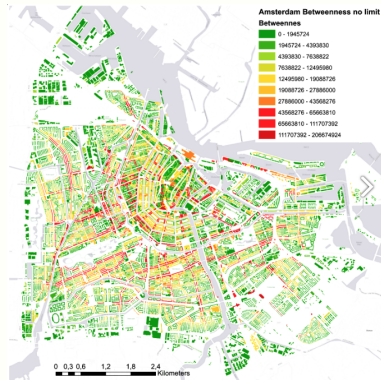 Amsterdam Betweenness no limit
Betweennes
0 - 1945724
1945724 - 4393830
4393830 - 7638822
7638822 - 12495980
12495980 - 19088726
19088726 - 27886000
27886000 - 43568276
43568276 - 65663810
65663810 - 111707392
111707392 - 206674924
0 0,3 0,6 1,2 1,8 2,4
Kilometers